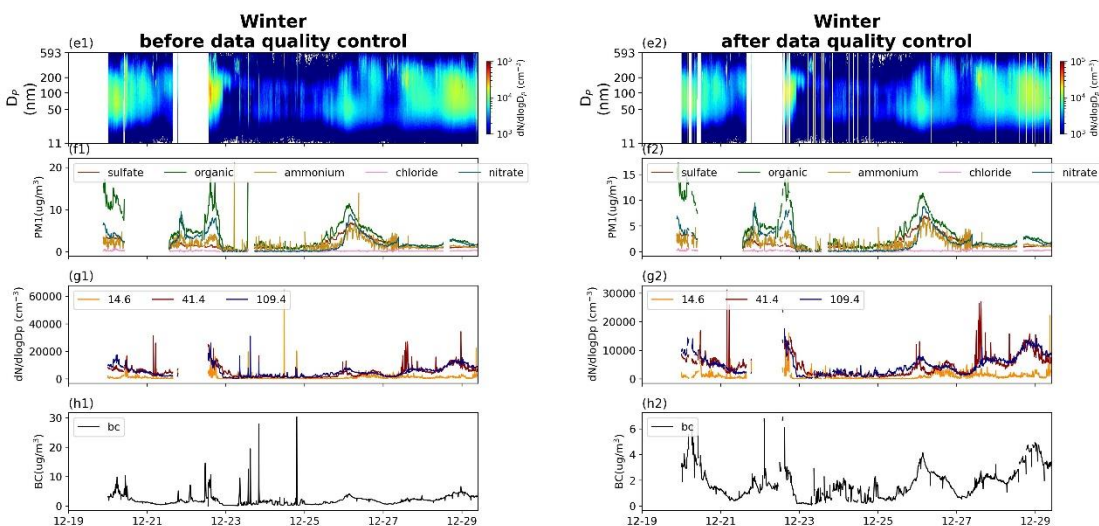 Winter
before data quality control
(e1)
593
200
100
50
11
Dₚ
(nm)
10⁵
10⁴
10³
dN/dlogDₚ (cm⁻³)
(f1)
20
10
0
PM1(ug/m³)
sulfate organic ammonium chloride nitrate
(g1)
60000
40000
20000
0
dN/dlogDp (cm⁻³)
14.6 41.4 109.4
(h1)
30
20
10
0
BC(ug/m³)
bc
12-19 12-21 12-23 12-25 12-27 12-29
Winter
after data quality control
(e2)
593
200
100
50
11
Dₚ
(nm)
10⁵
10⁴
10³
dN/dlogDₚ (cm⁻³)
(f2)
15
10
5
0
PM1(ug/m³)
sulfate organic ammonium chloride nitrate
(g2)
30000
20000
10000
0
dN/dlogDp (cm⁻³)
14.6 41.4 109.4
(h2)
6
4
2
0
BC(ug/m³)
bc
12-19 12-21 12-23 12-25 12-27 12-29